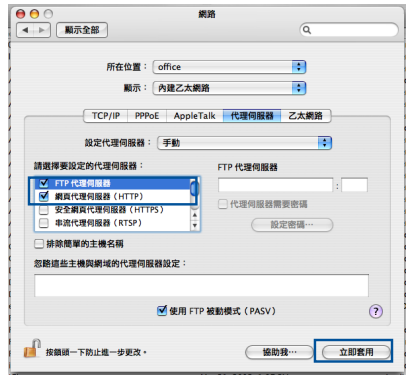 網路
顯示全部
所在位置： office
顯示： 內建乙太網路
TCP/IP PPPoE AppleTalk 代理伺服器 乙太網路
設定代理伺服器： 手動
請選擇要設定的代理伺服器：
FTP 代理伺服器
FTP 代理伺服器
網頁代理伺服器（HTTP）
安全網頁代理伺服器（HTTPS）
串流代理伺服器（RTSP）
:
代理伺服器需要密碼
設定密碼…
排除簡單的主機名稱
忽略這些主機與網域的代理伺服器設定：
使用 FTP 被動模式（PASV）
?
按鎖頭一下防止進一步更改。
協助我…
立即套用